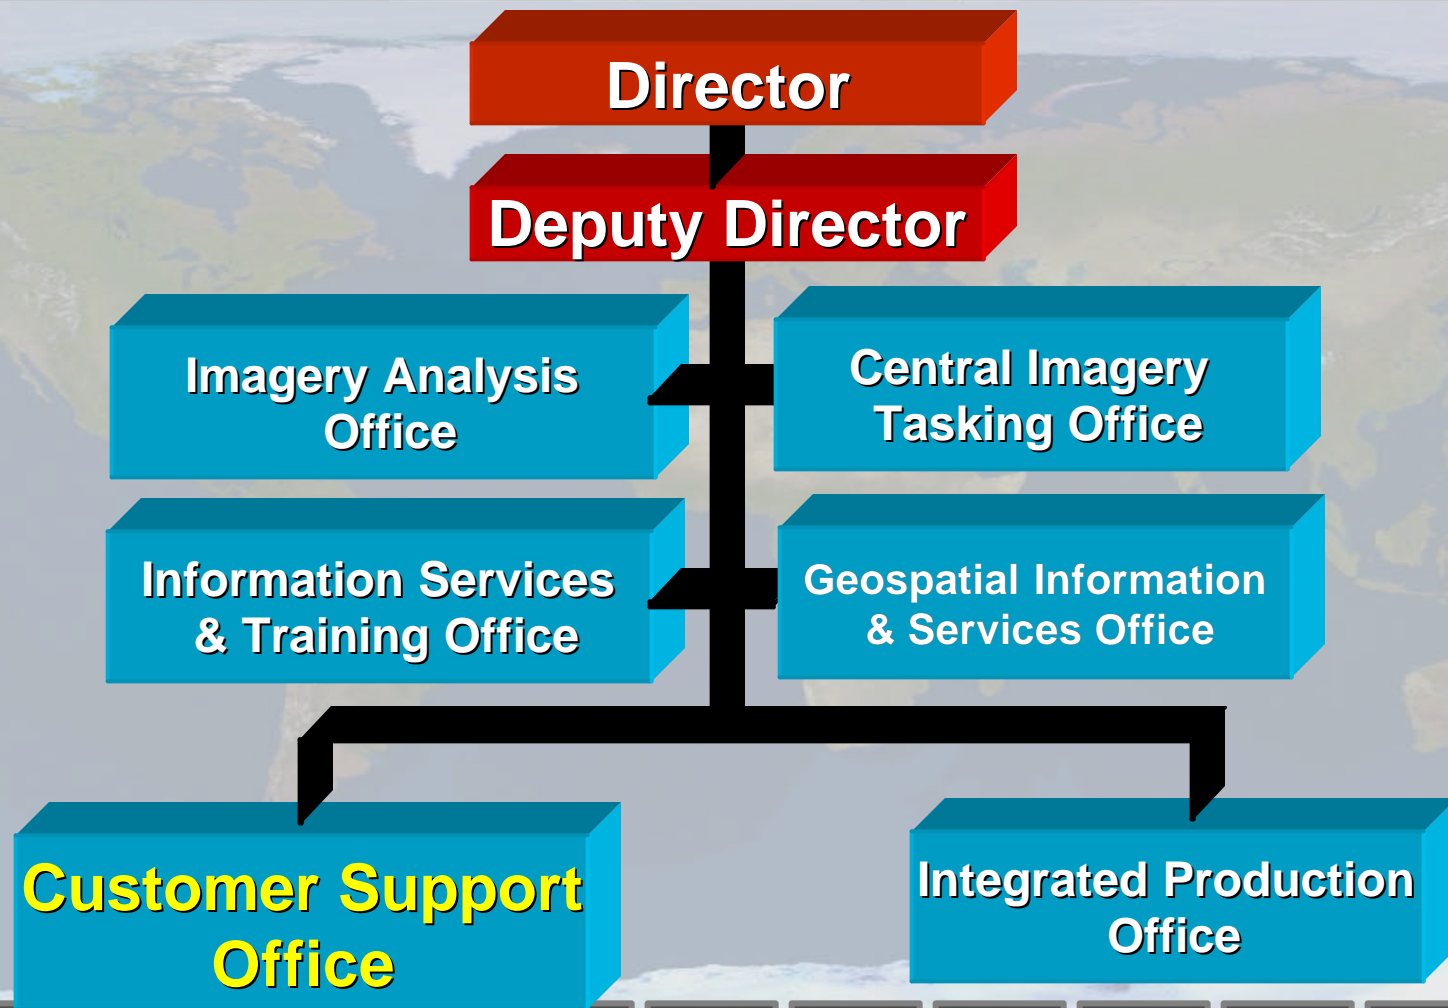 Director
Deputy Director
Imagery Analysis
Office
Central Imagery
Tasking Office
Information Services
& Training Office
Geospatial Information
& Services Office
Customer Support
Office
Integrated Production
Office